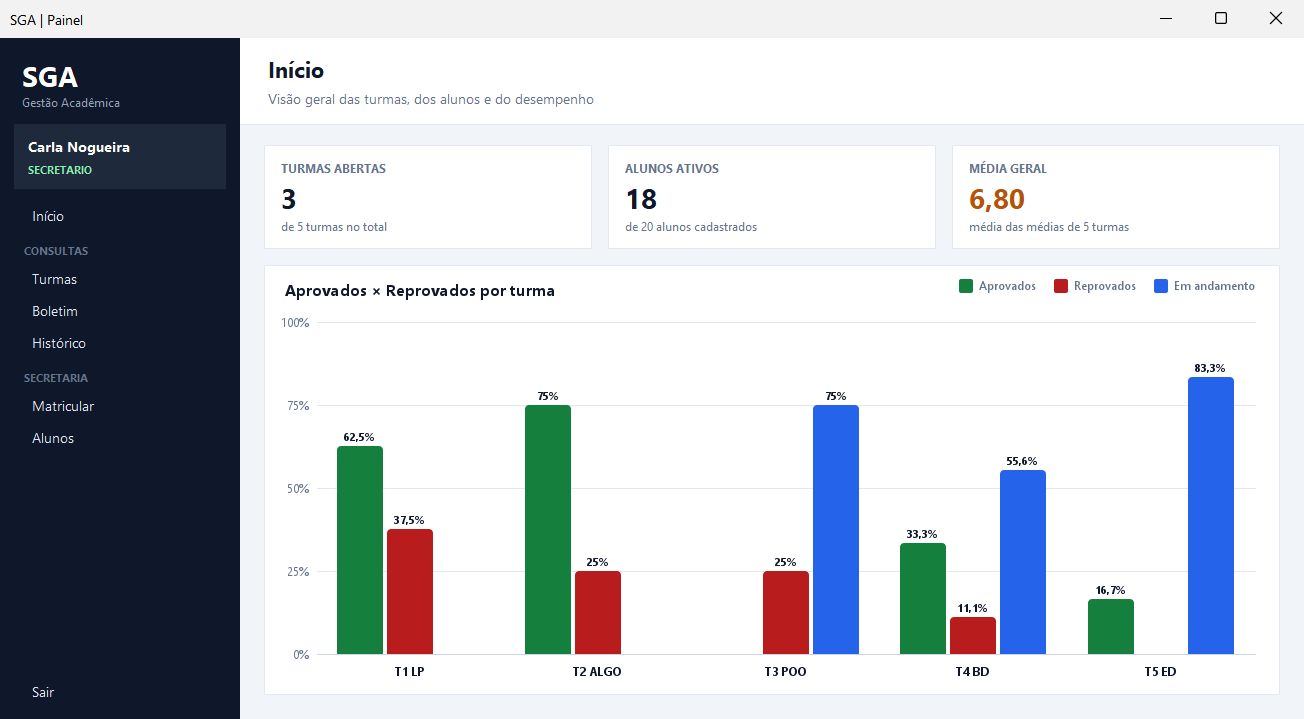 SGA | Painel
SGA
Gestão Acadêmica
Carla Nogueira
SECRETARIO
Início
CONSULTAS
Turmas
Boletim
Histórico
SECRETARIA
Matricular
Alunos
Sair
Início
Visão geral das turmas, dos alunos e do desempenho
TURMAS ABERTAS
3
de 5 turmas no total
ALUNOS ATIVOS
18
de 20 alunos cadastrados
MÉDIA GERAL
6,80
média das médias de 5 turmas
Aprovados × Reprovados por turma
Aprovados
Reprovados
Em andamento
100%
75%
50%
25%
0%
62,5%
37,5%
75%
25%
25%
75%
33,3%
11,1%
55,6%
16,7%
83,3%
T1 LP
T2 ALGO
T3 POO
T4 BD
T5 ED